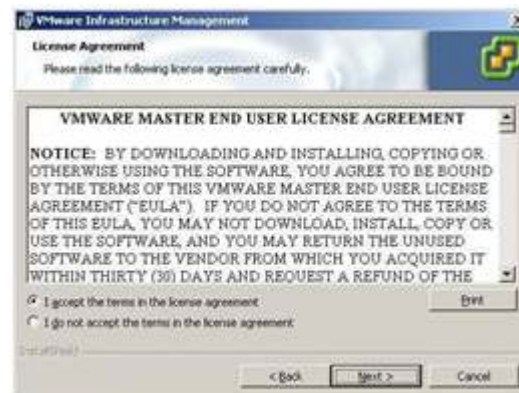 VMware Infrastructure Management
License Agreement
Please read the following license agreement carefully.
VMWARE MASTER END USER LICENSE AGREEMENT
NOTICE: BY DOWNLOADING AND INSTALLING, COPYING OR
OTHERWISE USING THE SOFTWARE, YOU AGREE TO BE BOUND
BY THE TERMS OF THIS VMWARE MASTER END USER LICENSE
AGREEMENT ("EULA"). IF YOU DO NOT AGREE TO THE TERMS
OF THIS EULA, YOU MAY NOT DOWNLOAD, INSTALL, COPY OR
USE THE SOFTWARE, AND YOU MAY RETURN THE UNUSED
SOFTWARE TO THE VENDOR FROM WHICH YOU ACQUIRED IT
WITHIN THIRTY (30) DAYS AND REQUEST A REFUND OF THE
I accept the terms in the license agreement
Print
I do not accept the terms in the license agreement
InstallShield
< Back
Next >
Cancel